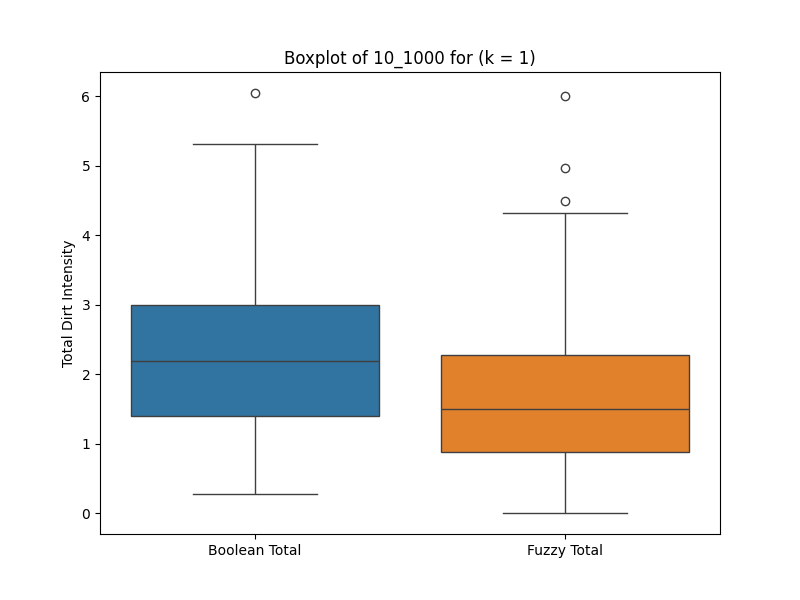 Boxplot of 10_1000 for (k = 1)
6
5
4
3
2
1
0
Total Dirt Intensity
Boolean Total
Fuzzy Total